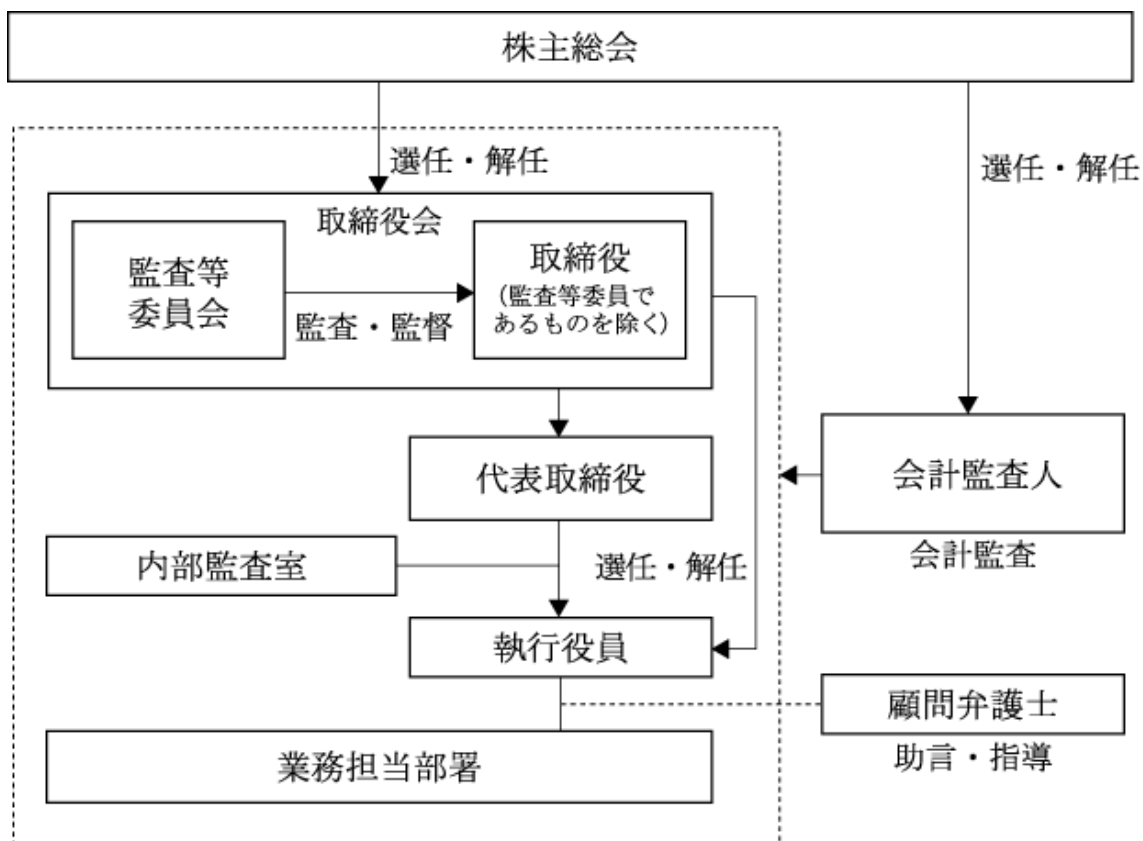 株主総会
選任・解任
選任・解任
取締役会
監査等
委員会
監査・監督
取締役
(監査等委員で
あるものを除く)
代表取締役
会計監査人
会計監査
内部監査室
選任・解任
執行役員
顧問弁護士
助言・指導
業務担当部署